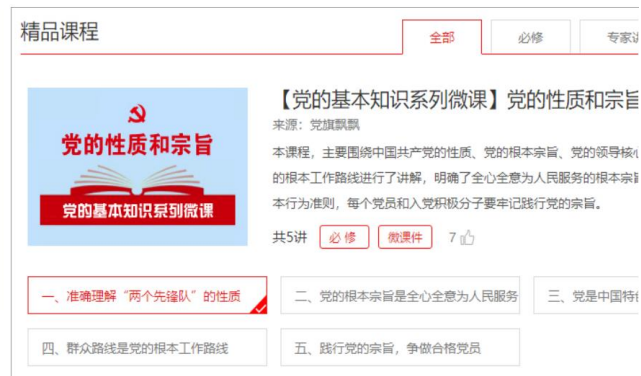 精品课程
全部
必修
专家
党的性质和宗旨
党的基本知识系列微课
【党的基本知识系列微课】党的性质和宗旨
来源：党旗飘飘
本课程，主要围绕中国共产党的性质、党的根本宗旨、党的领导核心
的根本工作路线进行了讲解，明确了全心全意为人民服务的根本宗旨
本行为准则，每个党员和入党积极分子要牢记践行党的宗旨。
共5讲 必修 微课件 7
一、准确理解“两个先锋队”的性质
二、党的根本宗旨是全心全意为人民服务
三、党是中国特
四、群众路线是党的根本工作路线
五、践行党的宗旨，争做合格党员